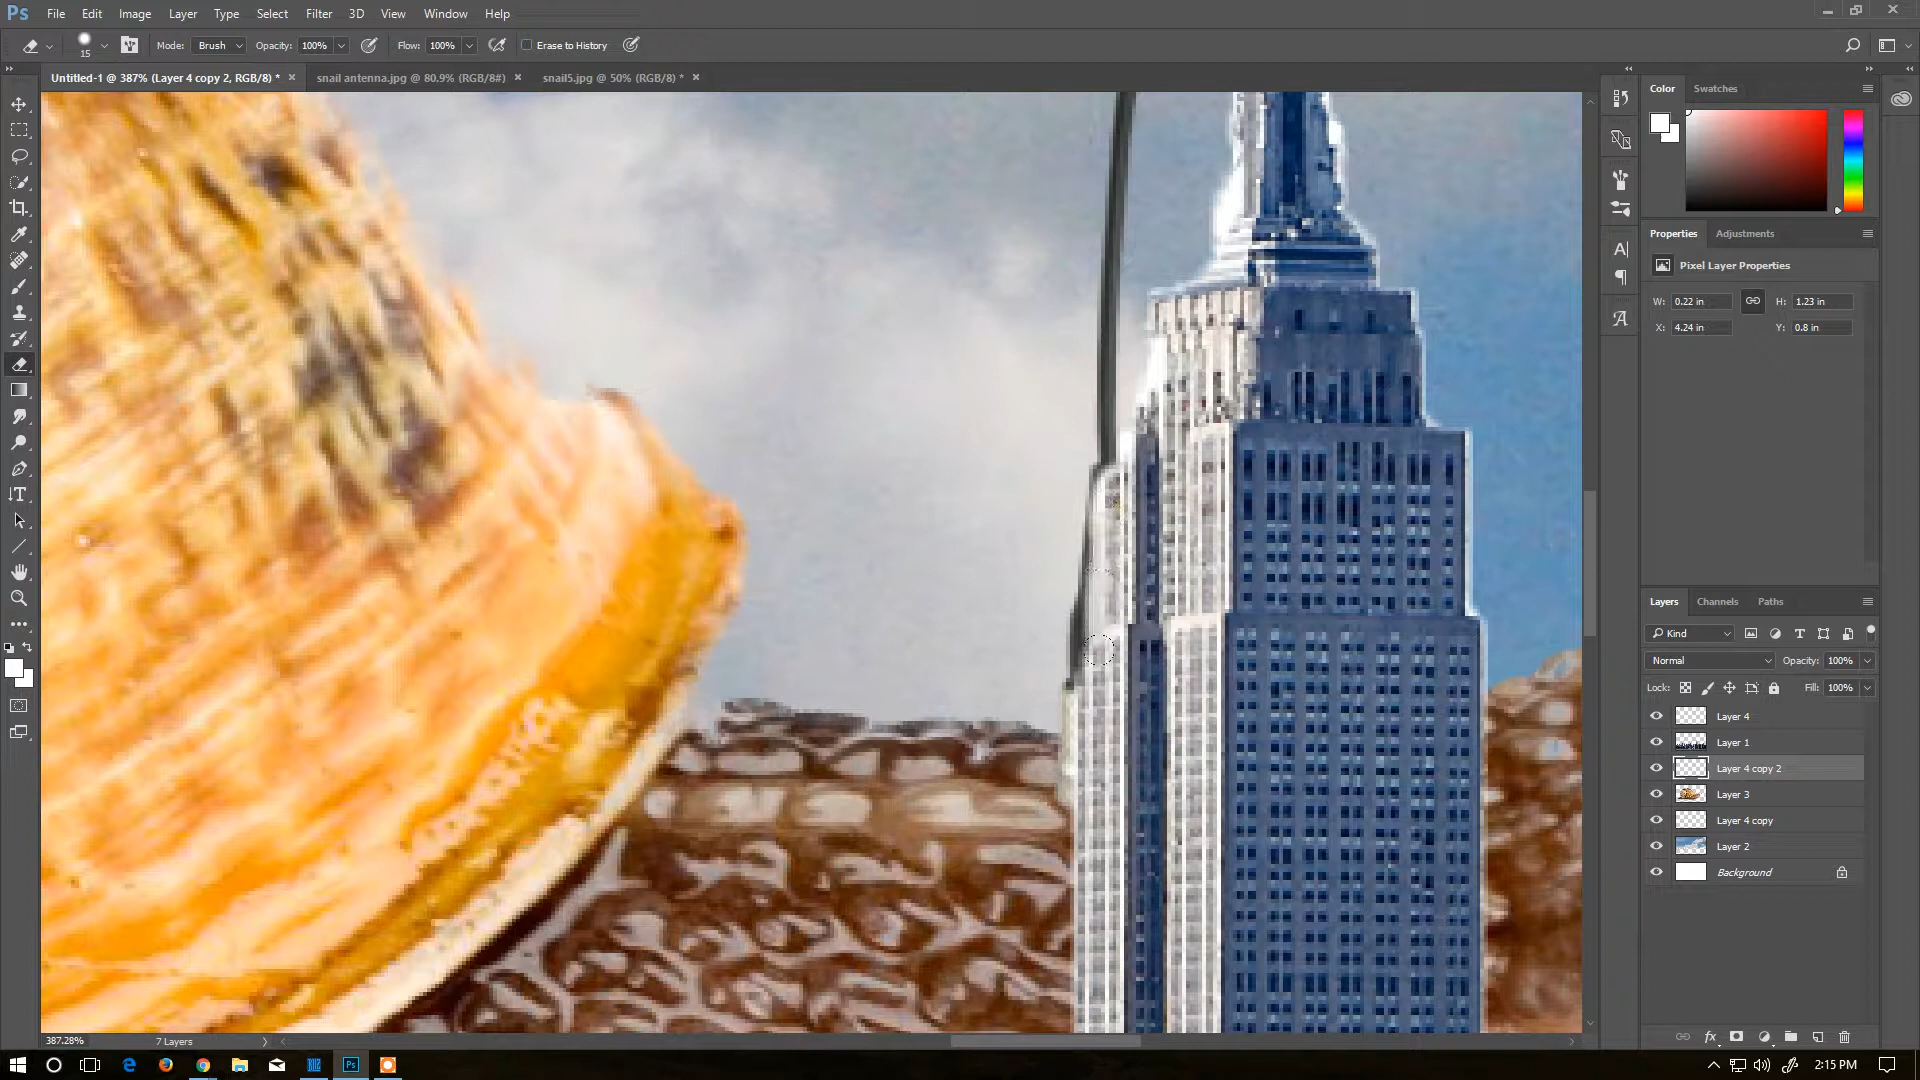 Ps File Edit Image Layer Type Select Filter 3D View Window Help
15 Mode: Brush Opacity: 100% Flow: 100% Erase to History
Untitled-1 @ 387% (Layer 4 copy 2, RGB/8) * × snail antenna.jpg @ 80.9% (RGB/8#) × snail5.jpg @ 50% (RGB/8) * ×
Color Swatches
Properties Adjustments
Pixel Layer Properties
W: 0.22 in H: 1.23 in
X: 4.24 in Y: 0.8 in
Layers Channels Paths
Kind
Normal Opacity: 100%
Lock: Fill: 100%
Layer 4
Layer 1
Layer 4 copy 2
Layer 3
Layer 4 copy
Layer 2
Background
387.28% 7 Layers
Ps 2:15 PM